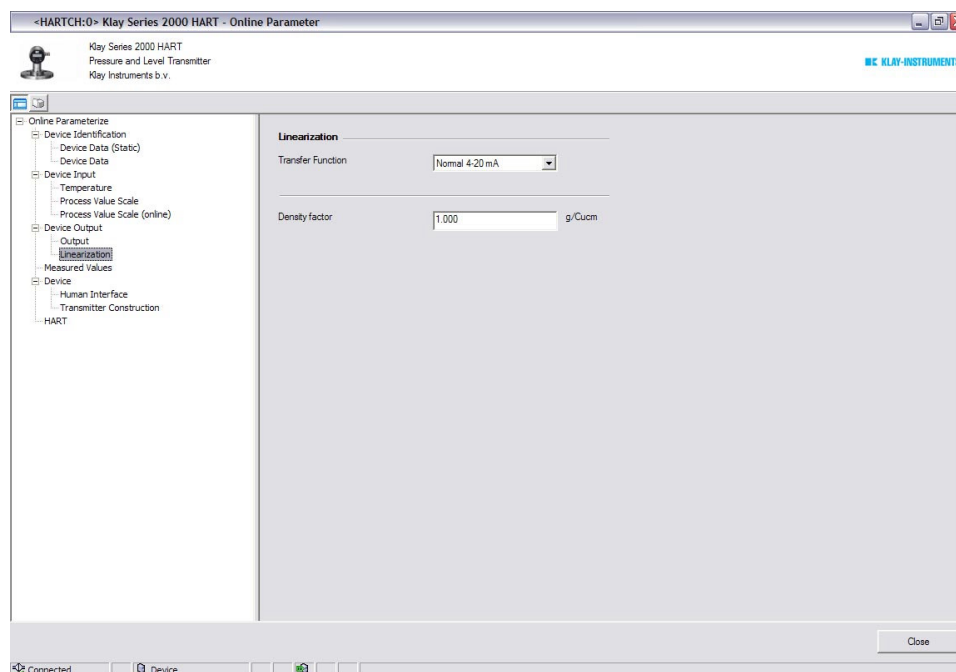 <HARTCH:0> Klay Series 2000 HART - Online Parameter
Klay Series 2000 HART
Pressure and Level Transmitter
Klay Instruments b.v.
KLAY-INSTRUMENTS
Online Parameterize
Device Identification
Device Data (Static)
Device Data
Device Input
Temperature
Process Value Scale
Process Value Scale (online)
Device Output
Output
Linearization
Measured Values
Device
Human Interface
Transmitter Construction
HART
Linearization
Transfer Function
Normal 4-20 mA
Density factor
1.000
g/Cucm
Close
Connected
Device